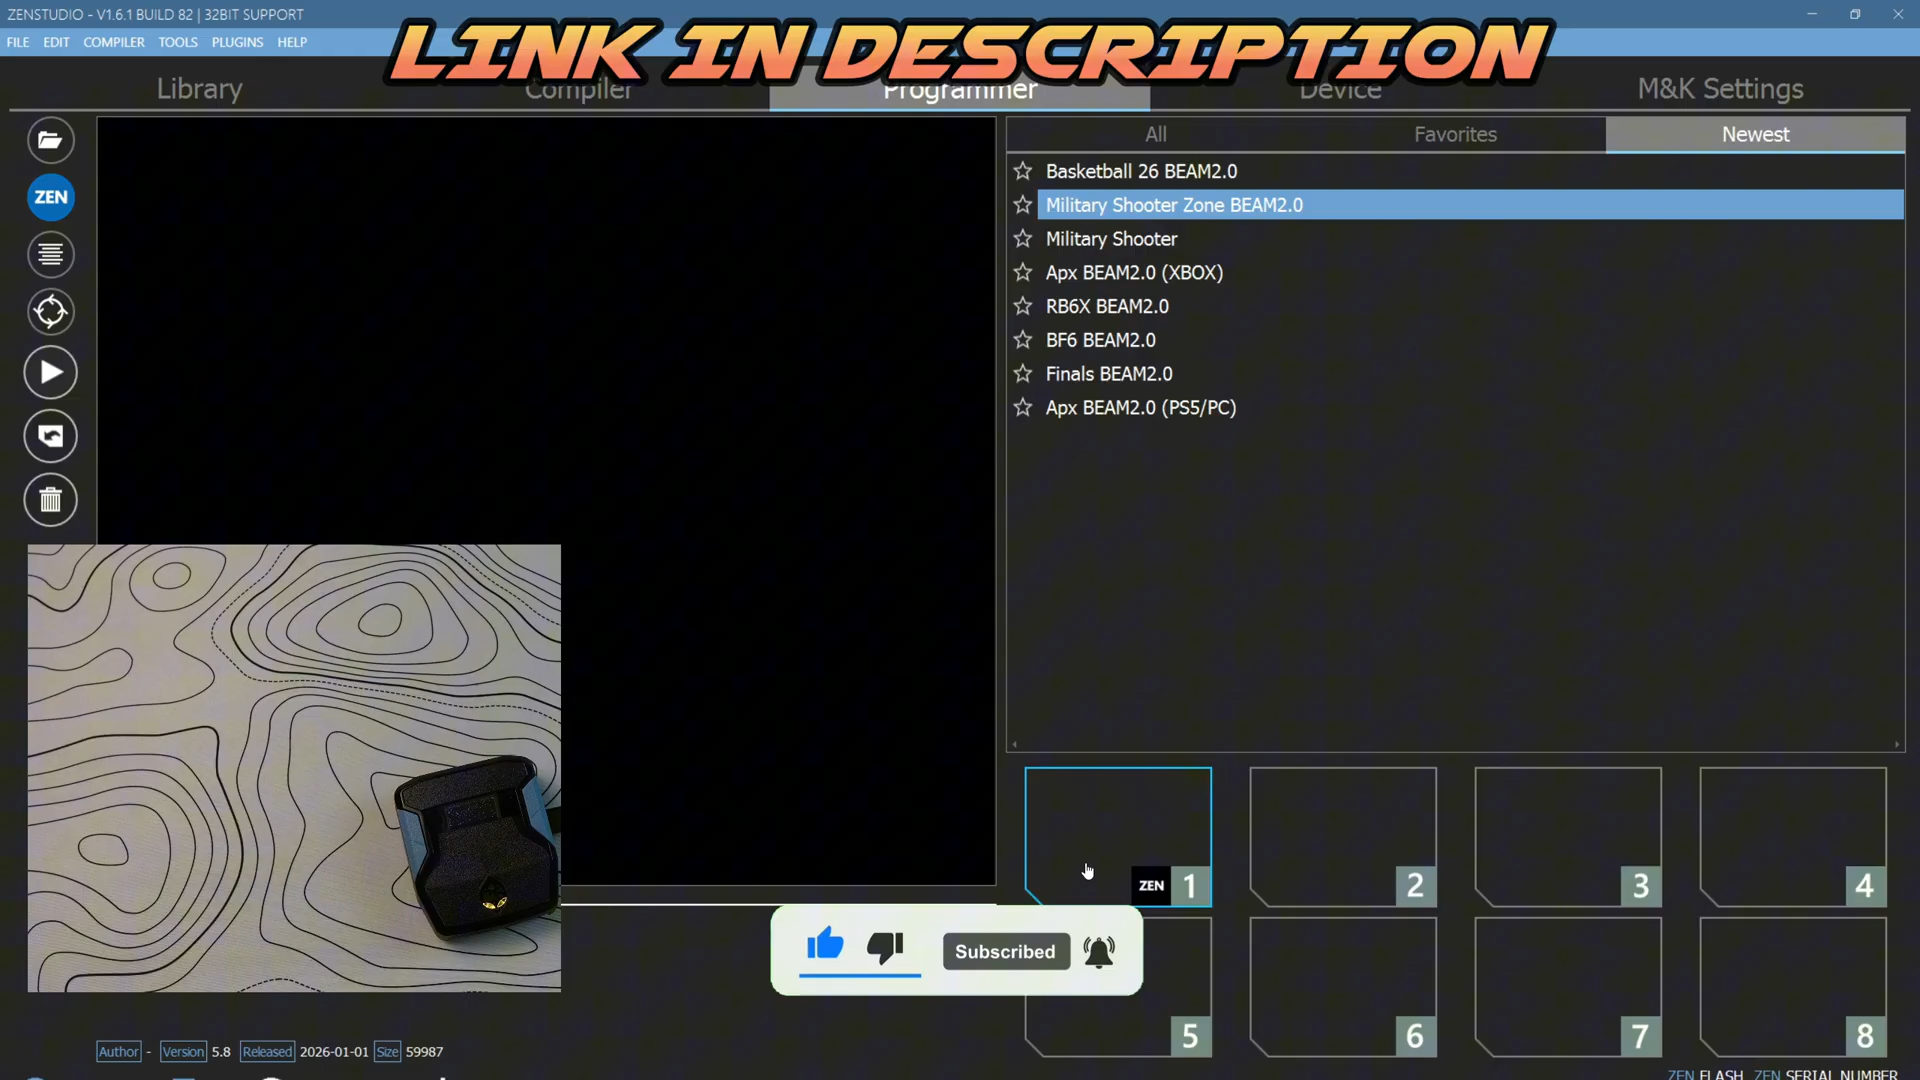 ZENSTUDIO - V1.6.1 BUILD 82 | 32BIT SUPPORT
FILE EDIT COMPILER TOOLS PLUGINS HELP
LINK IN DESCRIPTION
Library Compiler Programmer Device M&K Settings
All Favorites Newest
ZEN
Basketball 26 BEAM2.0
Military Shooter Zone BEAM2.0
Military Shooter
Apx BEAM2.0 (XBOX)
RB6X BEAM2.0
BF6 BEAM2.0
Finals BEAM2.0
Apx BEAM2.0 (PS5/PC)
ZEN 1 2 3 4
Subscribed
5 6 7 8
Author - Version 5.8 Released 2026-01-01 Size 59987
ZEN FLASH ZEN SERIAL NUMBER